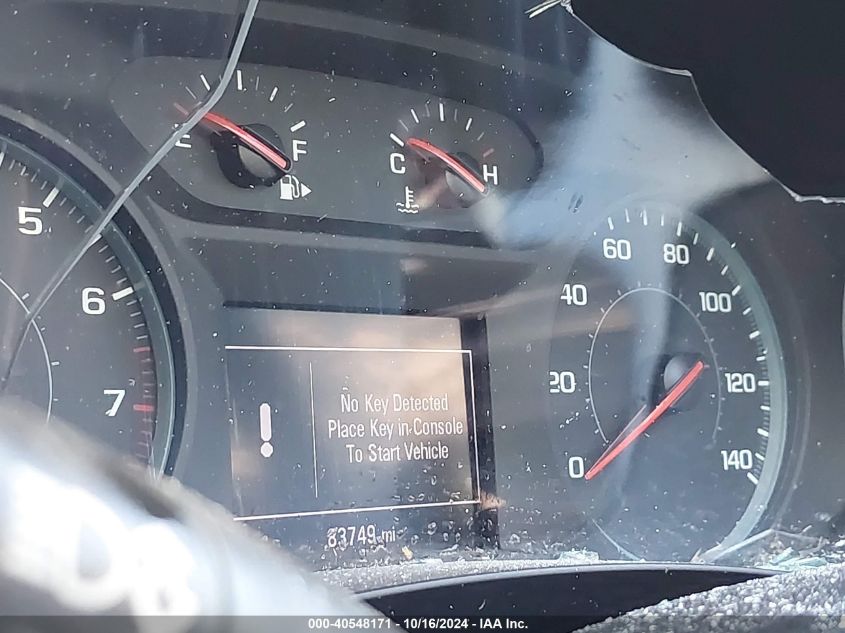 E F
C H
5
6
7
0
20
40
60
80
100
120
140
No Key Detected
Place Key in Console
To Start Vehicle
83749 mi
000-40548171 - 10/16/2024 - IAA Inc.